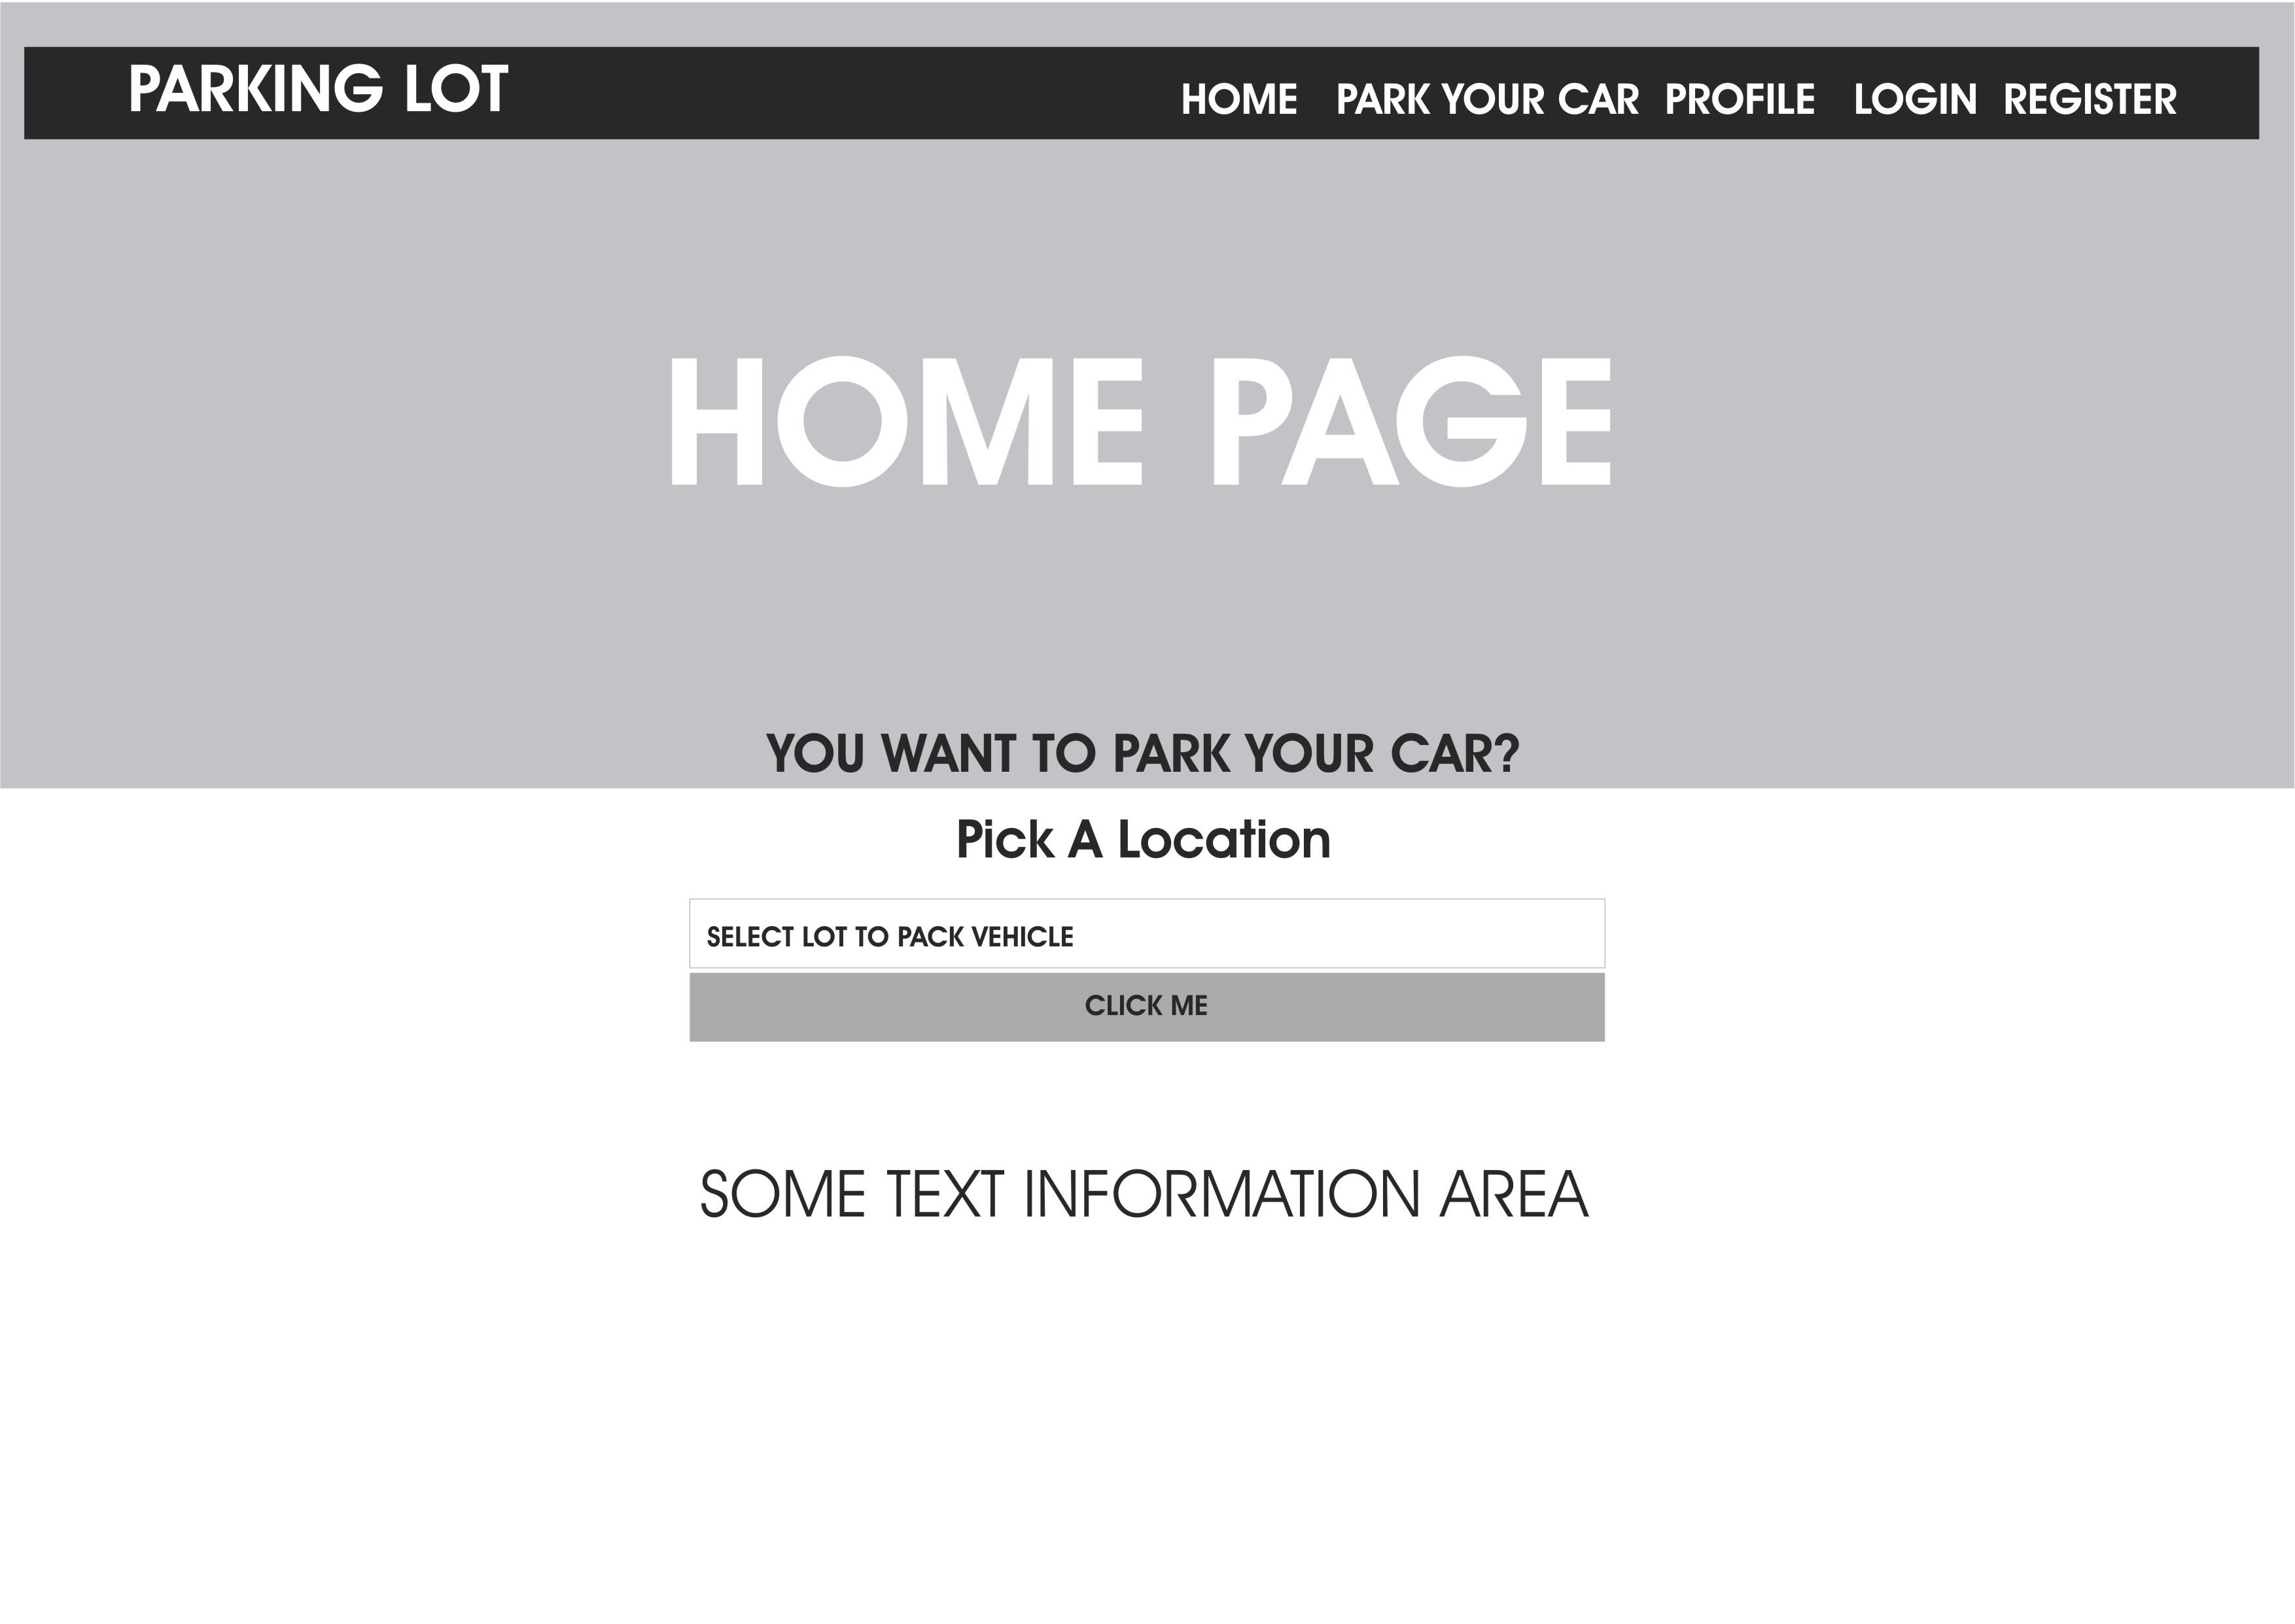 PARKING LOT
HOME PARK YOUR CAR PROFILE LOGIN REGISTER
HOME PAGE
YOU WANT TO PARK YOUR CAR?
Pick A Location
SELECT LOT TO PACK VEHICLE
CLICK ME
SOME TEXT INFORMATION AREA